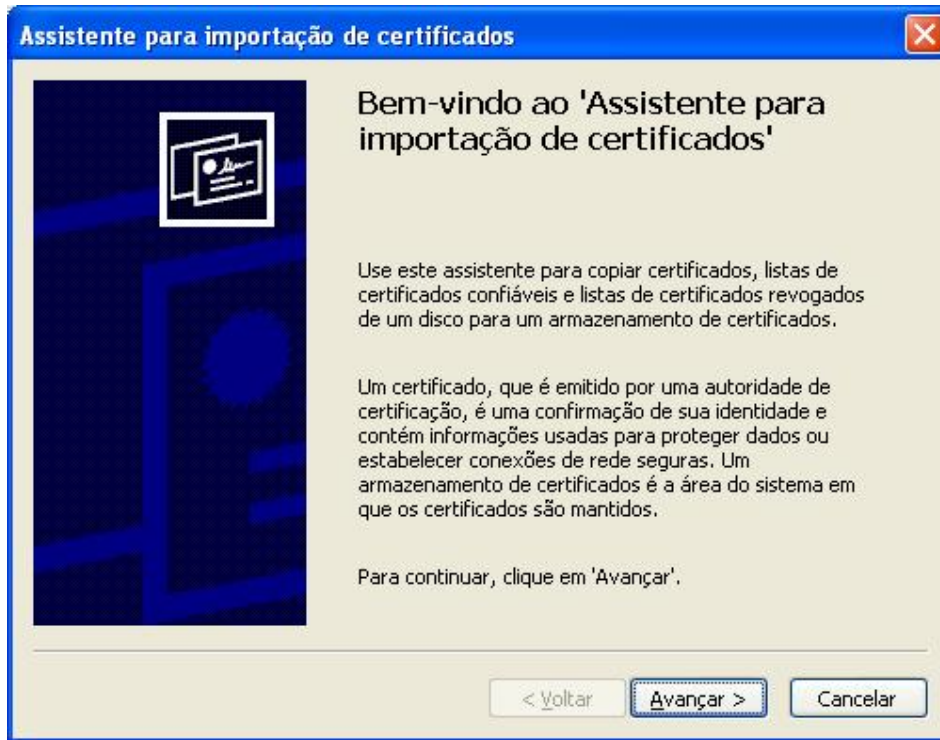 Assistente para importação de certificados
Bem-vindo ao 'Assistente para
importação de certificados'
Use este assistente para copiar certificados, listas de
certificados confiáveis e listas de certificados revogados
de um disco para um armazenamento de certificados.
Um certificado, que é emitido por uma autoridade de
certificação, é uma confirmação de sua identidade e
contém informações usadas para proteger dados ou
estabelecer conexões de rede seguras. Um
armazenamento de certificados é a área do sistema em
que os certificados são mantidos.
Para continuar, clique em 'Avançar'.
< Voltar Avançar > Cancelar